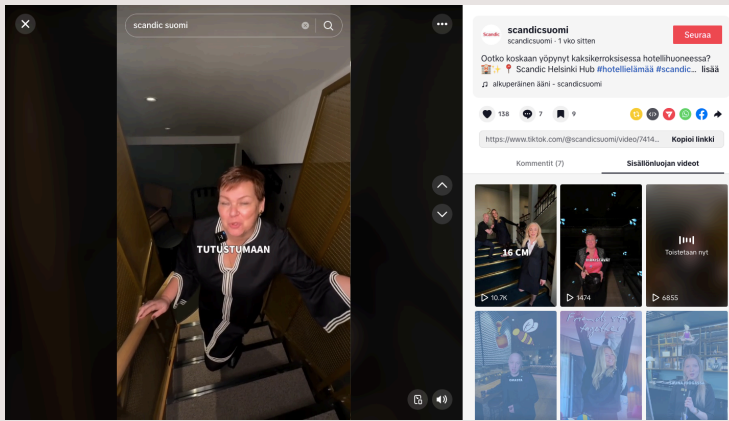 scandic suomi
TUTUSTUMAAN
Scandic
scandicsuomi
scandicsuomi · 1 vko sitten
Seuraa
Ootko koskaan yöpynyt kaksikerroksisessa hotellihuoneessa?
🏨✨📍 Scandic Helsinki Hub #hotellielämää #scandic... lisää
♫ alkuperäinen ääni - scandicsuomi
138
7
9
https://www.tiktok.com/@scandicsuomi/video/7414...
Kopioi linkki
Kommentit (7)
Sisällönluojan videot
16 CM
10.7K
1474
Toistetaan nyt
6855